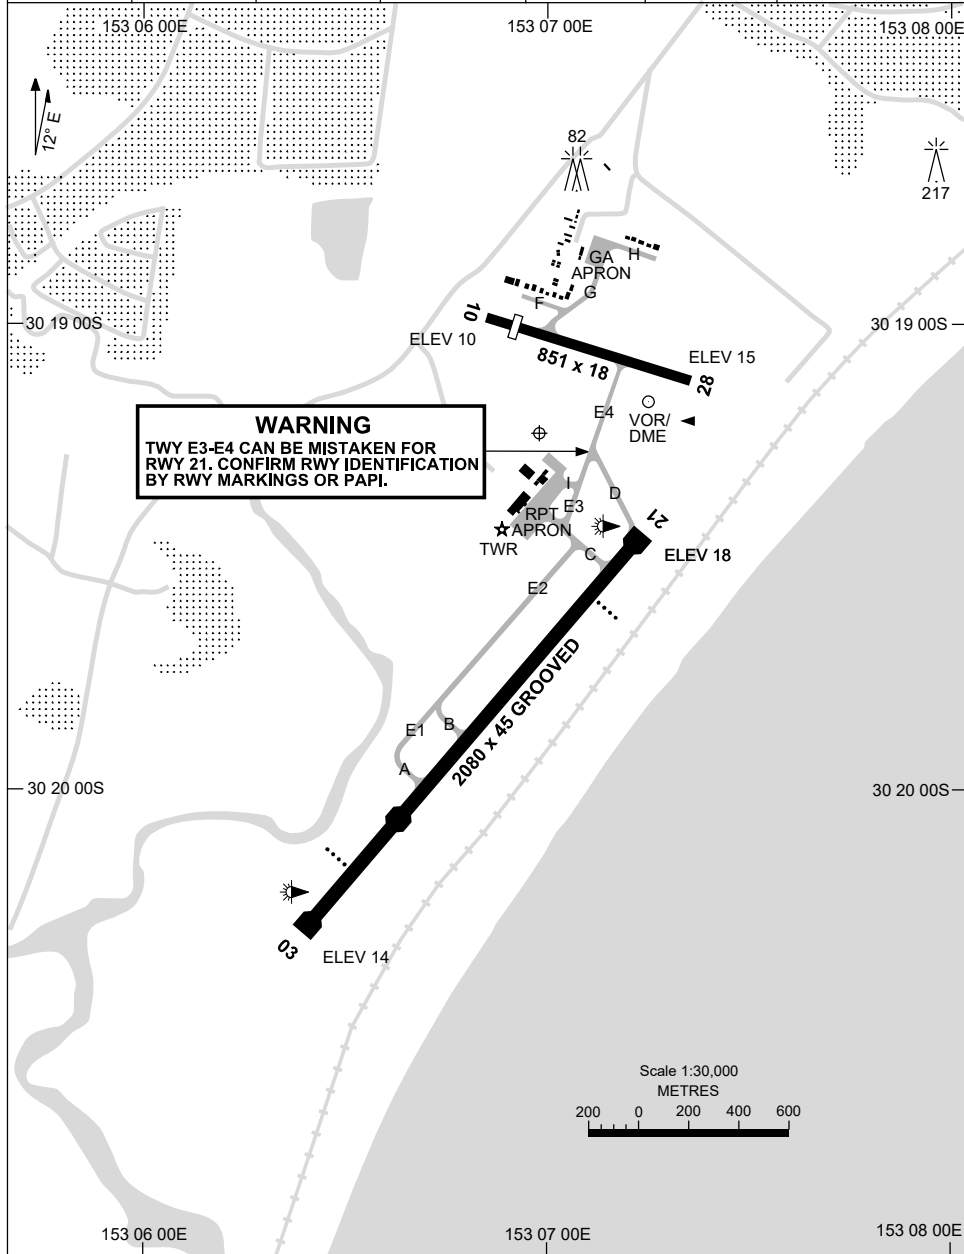 153 06 00E
153 07 00E
153 08 00E
12° E
82
217
GA
APRON
H
G
F
10
30 19 00S
30 19 00S
ELEV 10
851 x 18
ELEV 15
28
E4
VOR/
DME
WARNING
TWY E3-E4 CAN BE MISTAKEN FOR
RWY 21. CONFIRM RWY IDENTIFICATION
BY RWY MARKINGS OR PAPI.
I
D
E3
RPT
APRON
TWR
21
ELEV 18
C
E2
2080 x 45 GROOVED
E1
B
A
30 20 00S
30 20 00S
03
ELEV 14
Scale 1:30,000
METRES
200 0 200 400 600
153 06 00E
153 07 00E
153 08 00E